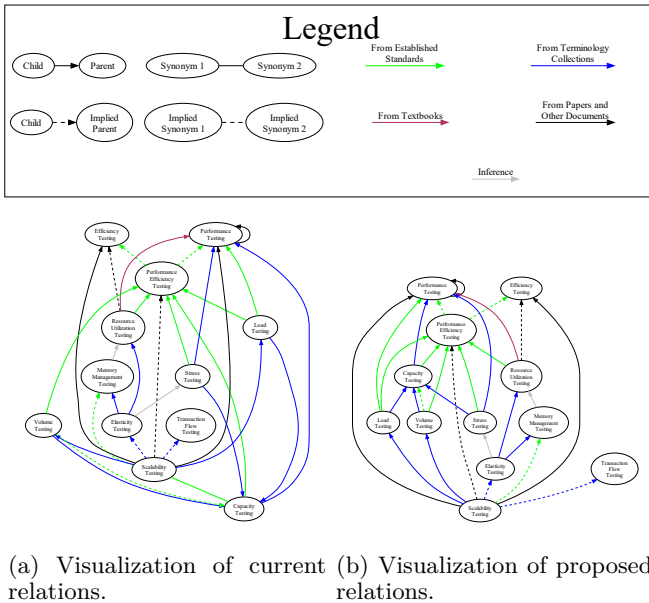 Legend
From Established
Standards
From Terminology
Collections
Child
Parent
Synonym 1
Synonym 2
Child
Implied
Parent
Implied
Synonym 1
Implied
Synonym 2
From Textbooks
From Papers and
Other Documents
Inference
Efficiency
Testing
Performance
Testing
Performance
Efficiency
Testing
Resource
Utilization
Testing
Load
Testing
Memory
Management
Testing
Stress
Testing
Volume
Testing
Elasticity
Testing
Transaction
Flow
Testing
Scalability
Testing
Capacity
Testing
Performance
Testing
Efficiency
Testing
Performance
Efficiency
Testing
Capacity
Testing
Resource
Utilization
Testing
Load
Testing
Volume
Testing
Stress
Testing
Memory
Management
Testing
Elasticity
Testing
Transaction
Flow
Testing
Scalability
Testing
(a) Visualization of current
relations.
(b) Visualization of proposed
relations.